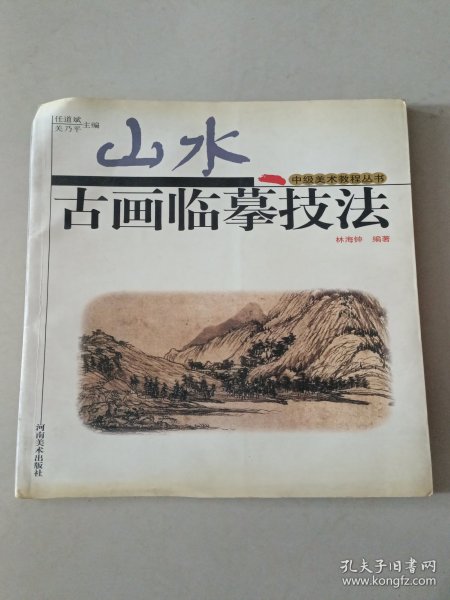 任道斌
关乃平
主编
山水
中级美术教程丛书
古画临摹技法
林海钟 编著
河南美术出版社
孔夫子旧书网
www.kongfz.com